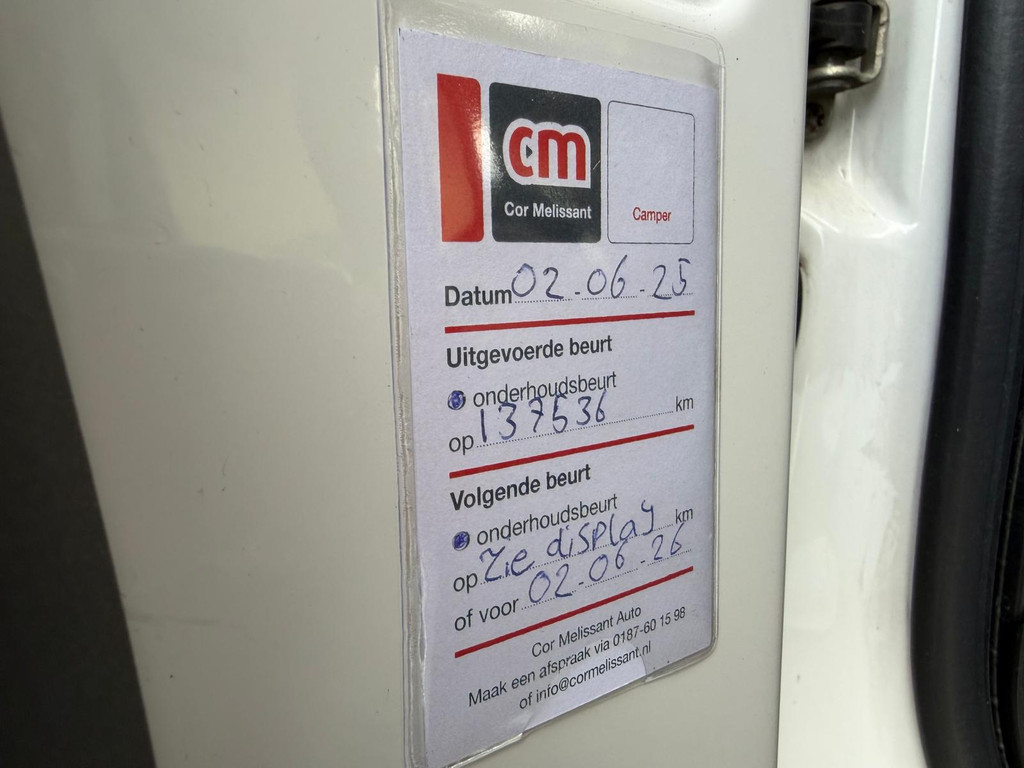 cm
Cor Melissant
Camper
Datum 02-06-25
Uitgevoerde beurt
onderhoudsbeurt
op 137536 km
Volgende beurt
onderhoudsbeurt
op zie display km
of voor 02-06-26
Cor Melissant Auto
Maak een afspraak via 0187-60 15 98
of info@cormelissant.nl